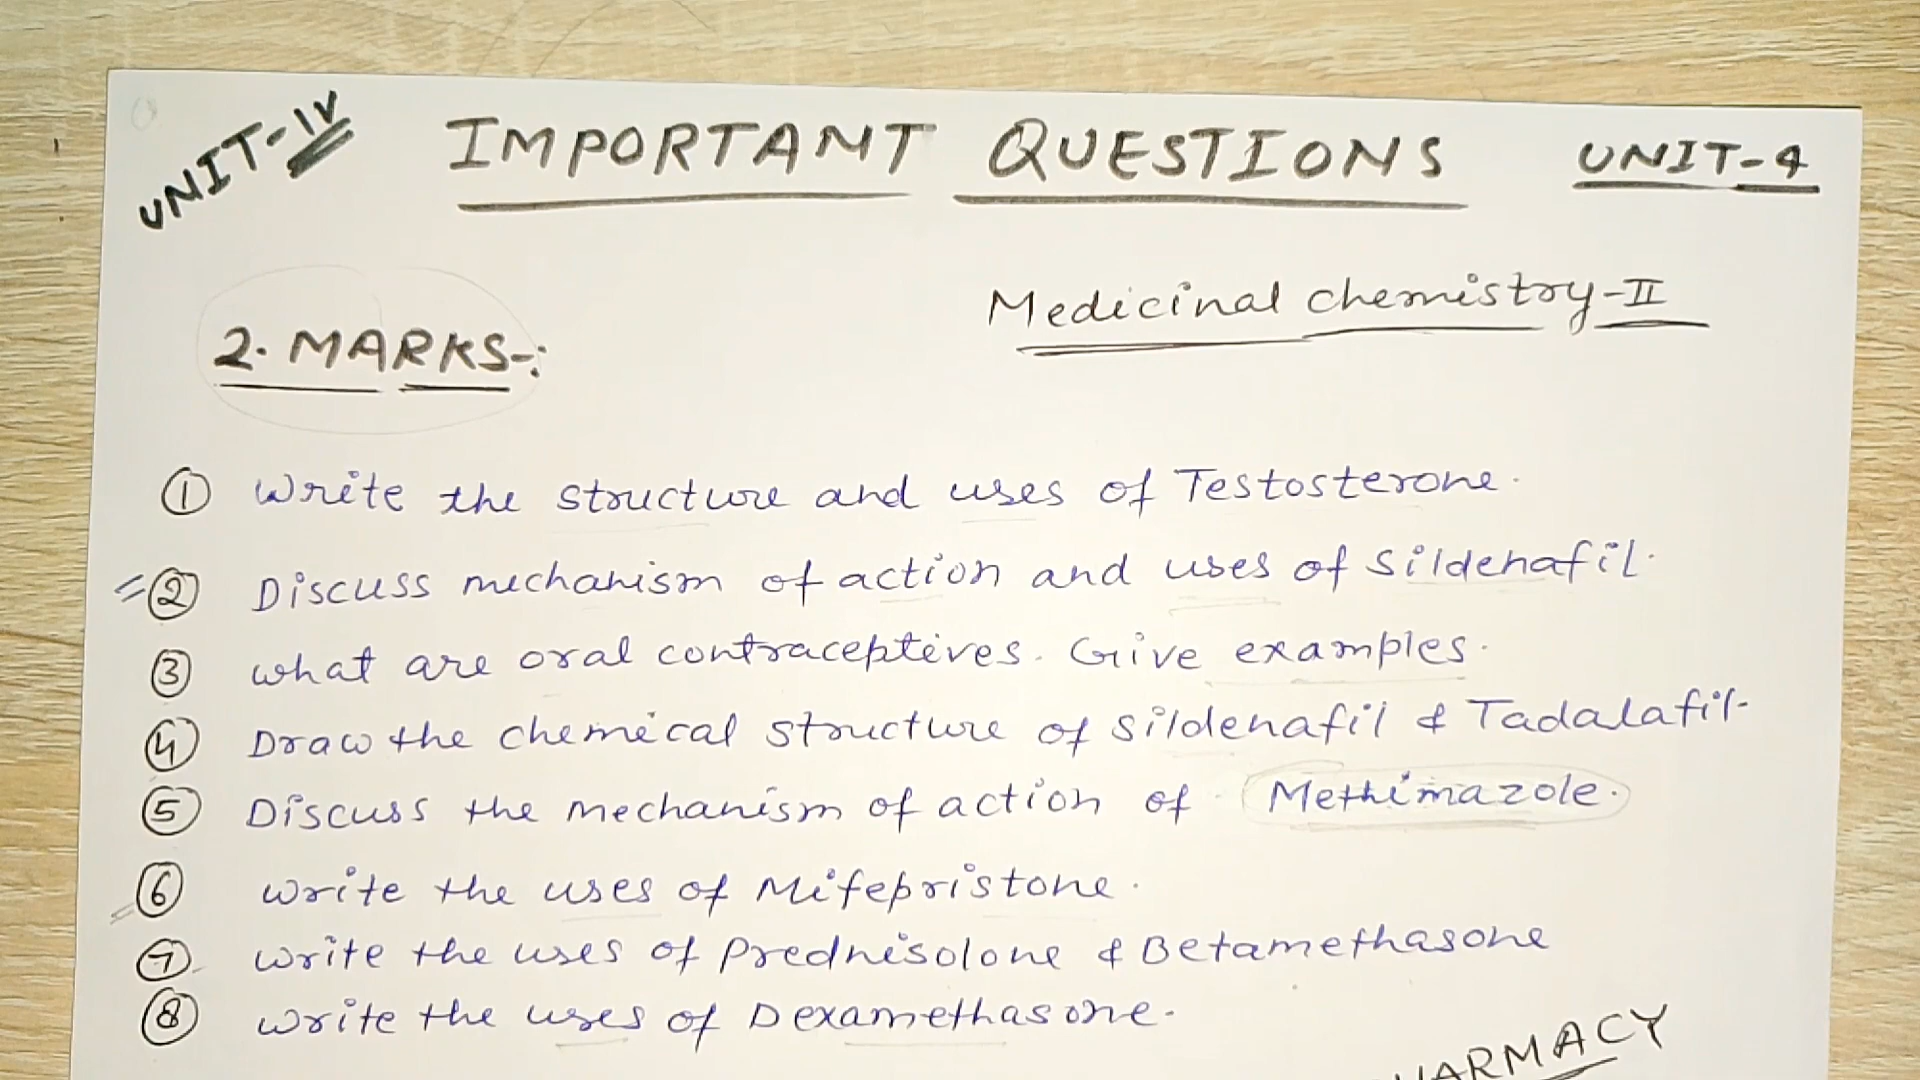 UNIT-IV IMPORTANT QUESTIONS UNIT-4
Medicinal chemistry-II
2. MARKS-:
① Write the structure and uses of Testosterone.
② Discuss mechanism of action and uses of Sildenafil.
③ what are oral contraceptives. Give examples.
④ Draw the chemical structure of Sildenafil & Tadalafil-
⑤ Discuss the mechanism of action of Methimazole.
⑥ write the uses of Mifepristone.
⑦ write the uses of Prednisolone & Betamethasone
⑧ write the uses of Dexamethasone.